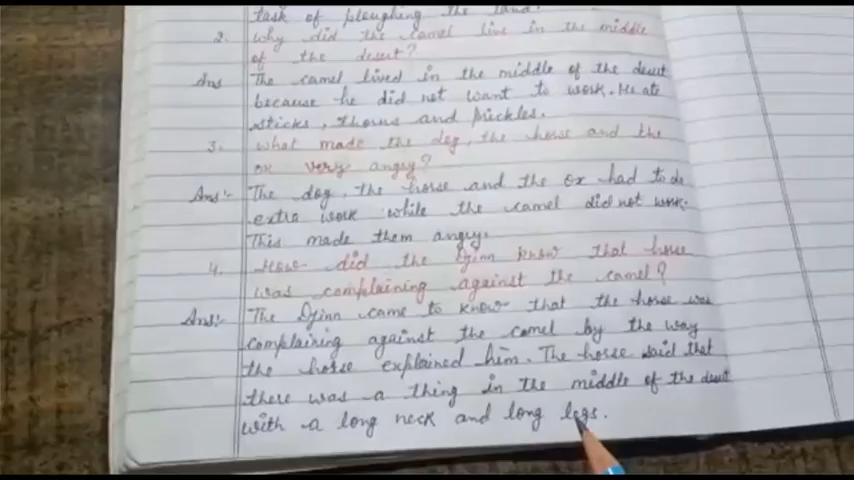 task of ploughing the land.
2. why did the camel live in the middle
of the desert?
Ans The camel lived in the middle of the desert
because he did not want to work. He ate
sticks, thorns and prickles.
3. what made the dog, the horse and the
ox very angry?
Ans:- The dog, the horse and the ox had to do
extra work while the camel did not work.
This made them angry.
4. How did the Djinn know that horse
was complaining against the camel?
Ans:- The Djinn came to know that the horse was
complaining against the camel by the way
the horse explained him. The horse said that
there was a thing in the middle of the desert
with a long neck and long legs.